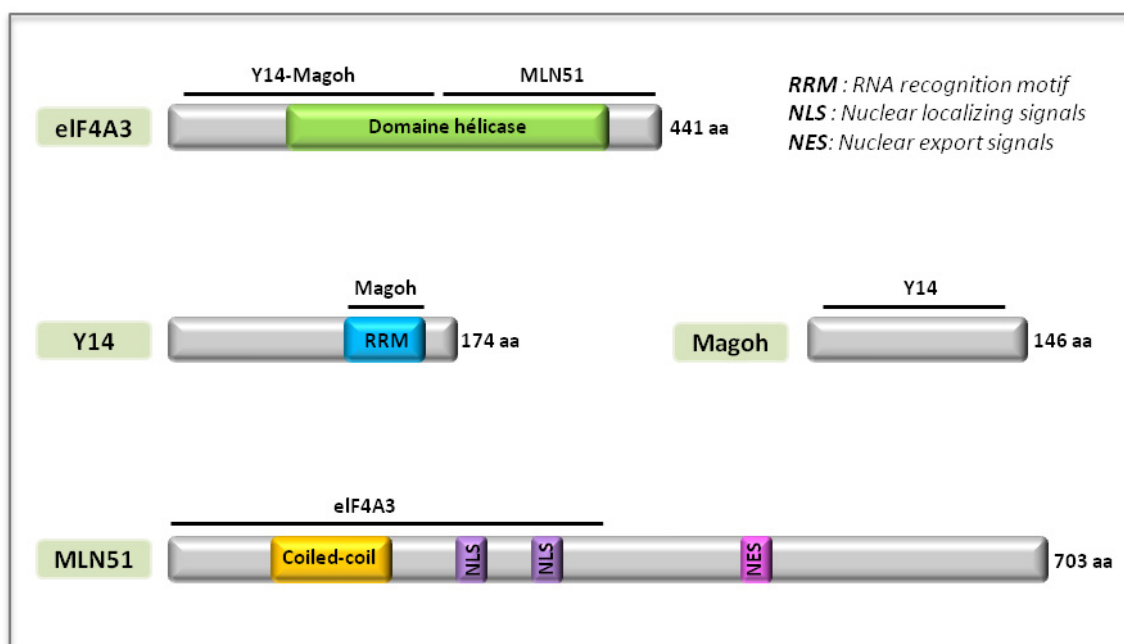 Y14-Magoh MLN51
eIF4A3 Domaine hélicase 441 aa
RRM : RNA recognition motif
NLS : Nuclear localizing signals
NES: Nuclear export signals
Magoh
Y14 RRM 174 aa
Y14
Magoh 146 aa
eIF4A3
MLN51 Coiled-coil NLS NLS NES 703 aa